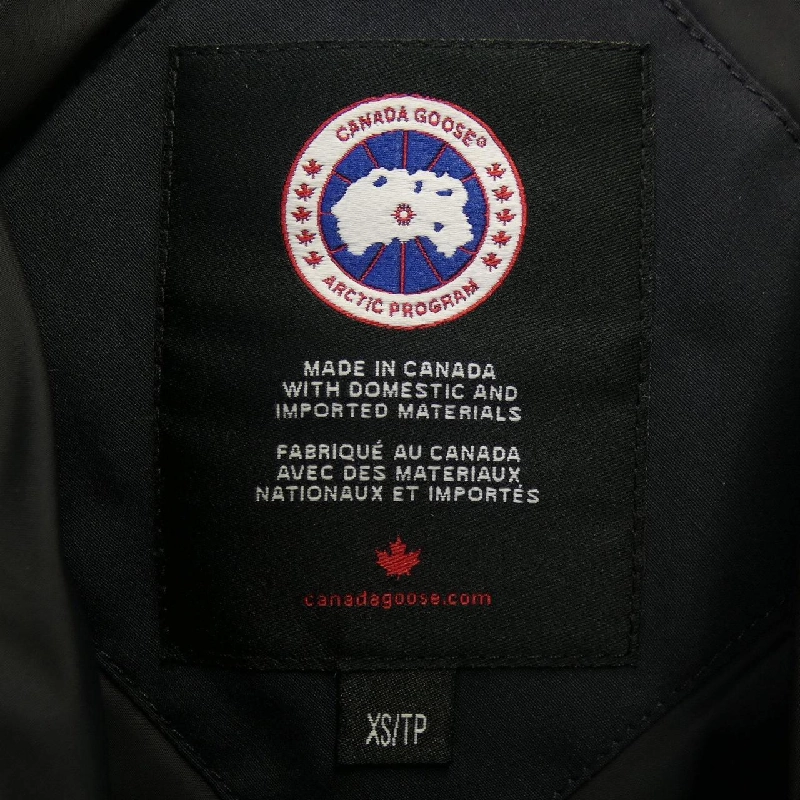 CANADA GOOSE®
ARCTIC PROGRAM
MADE IN CANADA
WITH DOMESTIC AND
IMPORTED MATERIALS
FABRIQUÉ AU CANADA
AVEC DES MATERIAUX
NATIONAUX ET IMPORTÉS
canadagoose.com
XS/TP